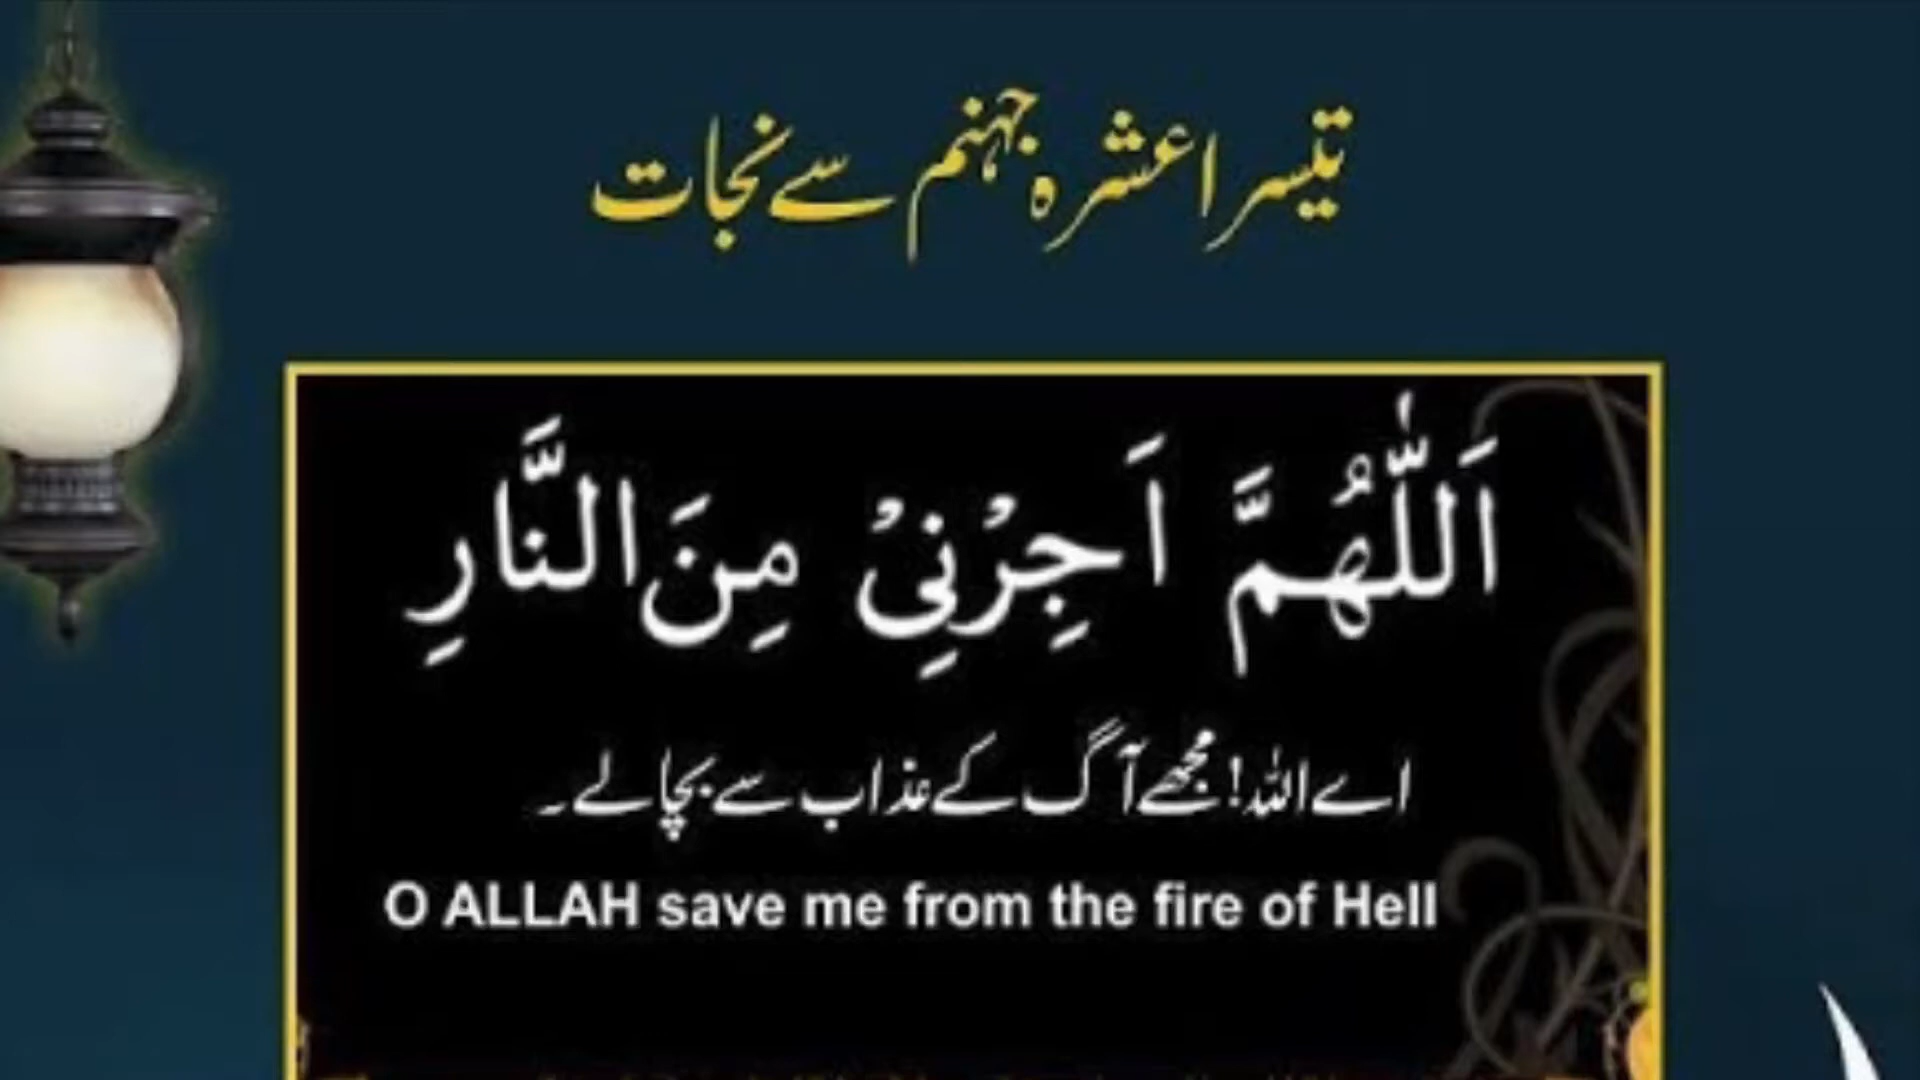 تیسرا عشرہ جہنم سے نجات
اَللّٰهُمَّ اَجِرْنِیْ مِنَ النَّارِ
اے اللہ! مجھے آگ کے عذاب سے بچا لے۔
O ALLAH save me from the fire of Hell